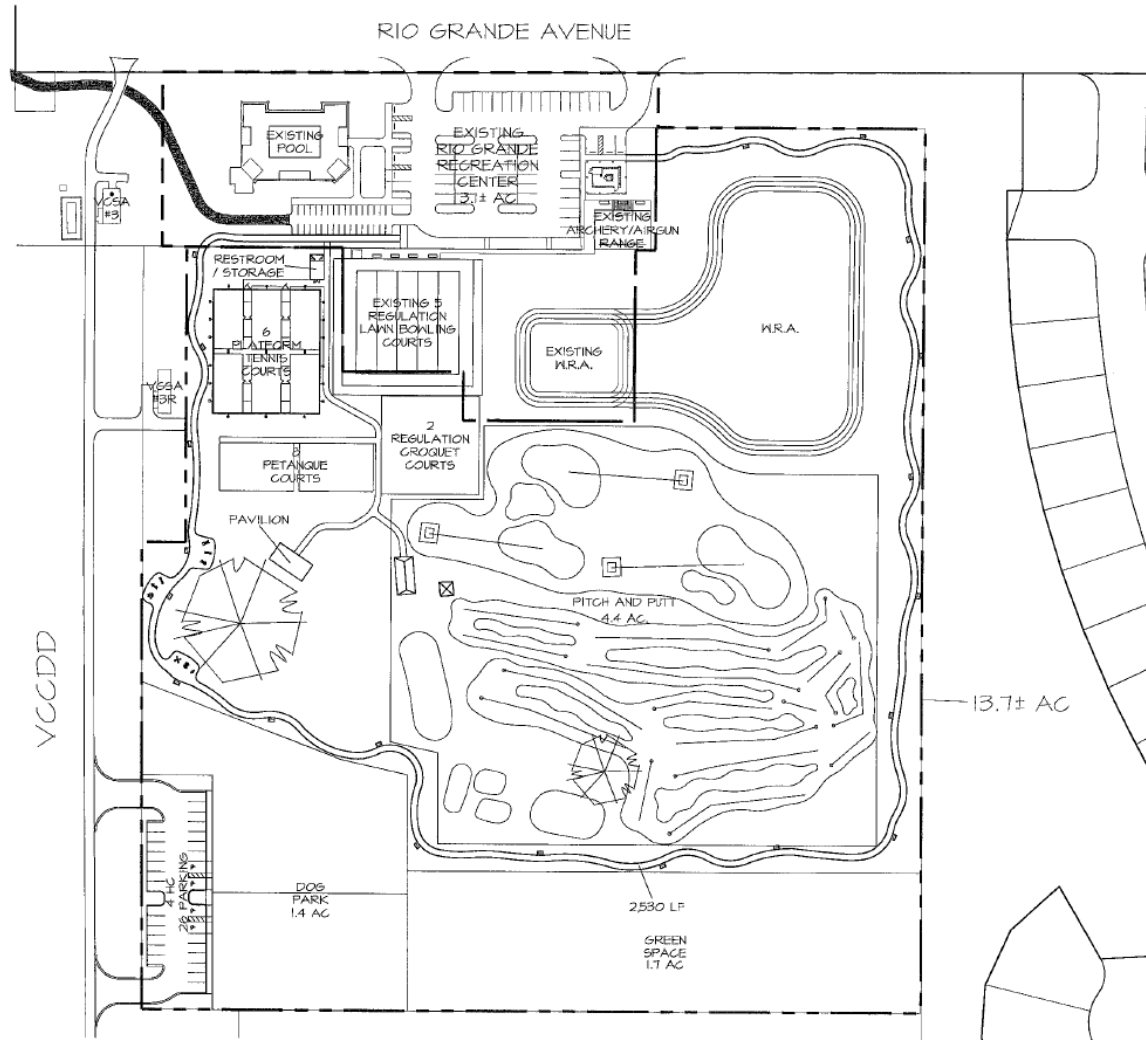 RIO GRANDE AVENUE
EXISTING
POOL
EXISTING
RIO GRANDE
RECREATION
CENTER
3.1± AC
VCSA
#3
EXISTING
ARCHERY/AIRGUN
RANGE
RESTROOM
/ STORAGE
EXISTING 5
REGULATION
LAWN BOWLING
COURTS
6
PLATFORM
TENNIS
COURTS
EXISTING
W.R.A.
W.R.A.
VCSA
#3R
2
REGULATION
CROQUET
COURTS
8
PETANQUE
COURTS
PAVILION
PITCH AND PUTT
4.4 AC.
VCCDD
13.7± AC
4 HC
28 PARKING
DOG
PARK
1.4 AC
2,530 LF
GREEN
SPACE
1.7 AC